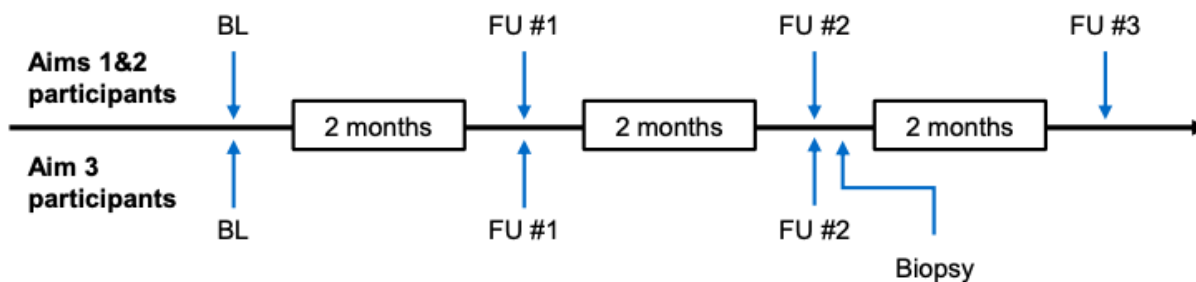 BL FU #1 FU #2 FU #3
Aims 1&2
participants
2 months 2 months 2 months
Aim 3
participants
BL FU #1 FU #2
Biopsy